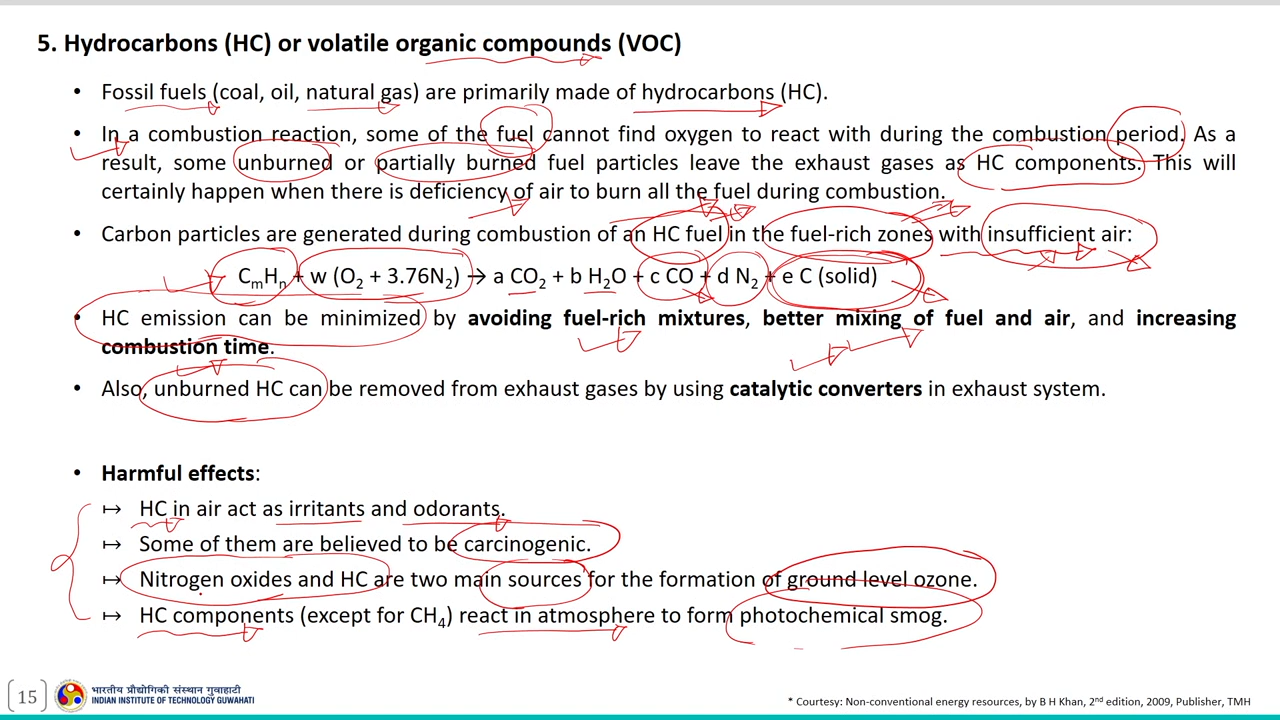 5. Hydrocarbons (HC) or volatile organic compounds (VOC)
• Fossil fuels (coal, oil, natural gas) are primarily made of hydrocarbons (HC).
• In a combustion reaction, some of the fuel cannot find oxygen to react with during the combustion period. As a
result, some unburned or partially burned fuel particles leave the exhaust gases as HC components. This will
certainly happen when there is deficiency of air to burn all the fuel during combustion.
• Carbon particles are generated during combustion of an HC fuel in the fuel-rich zones with insufficient air:
CₘHₙ + w (O₂ + 3.76N₂) → a CO₂ + b H₂O + c CO + d N₂ + e C (solid)
• HC emission can be minimized by avoiding fuel-rich mixtures, better mixing of fuel and air, and increasing
combustion time.
• Also, unburned HC can be removed from exhaust gases by using catalytic converters in exhaust system.
• Harmful effects:
↦ HC in air act as irritants and odorants.
↦ Some of them are believed to be carcinogenic.
↦ Nitrogen oxides and HC are two main sources for the formation of ground level ozone.
↦ HC components (except for CH₄) react in atmosphere to form photochemical smog.
15
भारतीय प्रौद्योगिकी संस्थान गुवाहाटी
INDIAN INSTITUTE OF TECHNOLOGY GUWAHATI
* Courtesy: Non-conventional energy resources, by B H Khan, 2nd edition, 2009, Publisher, TMH